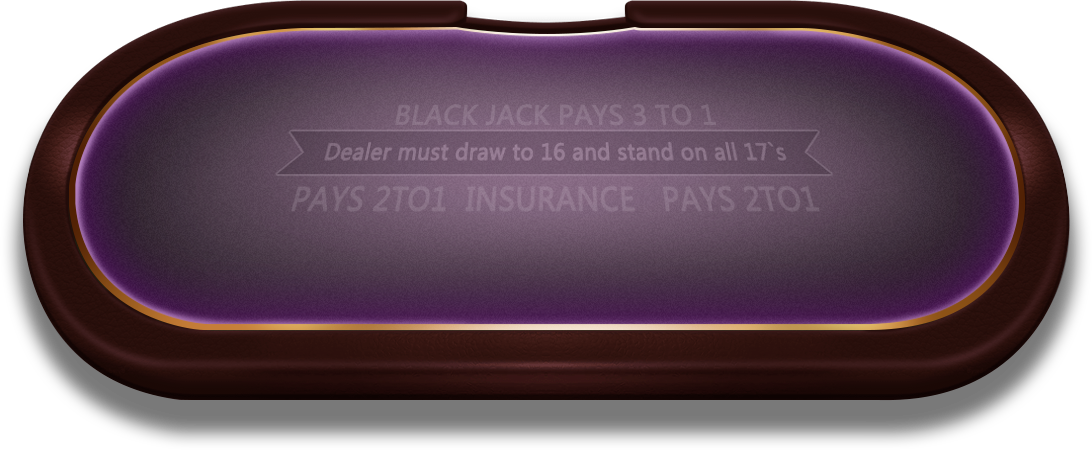 BLACK JACK PAYS 3 TO 1
Dealer must draw to 16 and stand on all 17`s
PAYS 2TO1 INSURANCE PAYS 2TO1